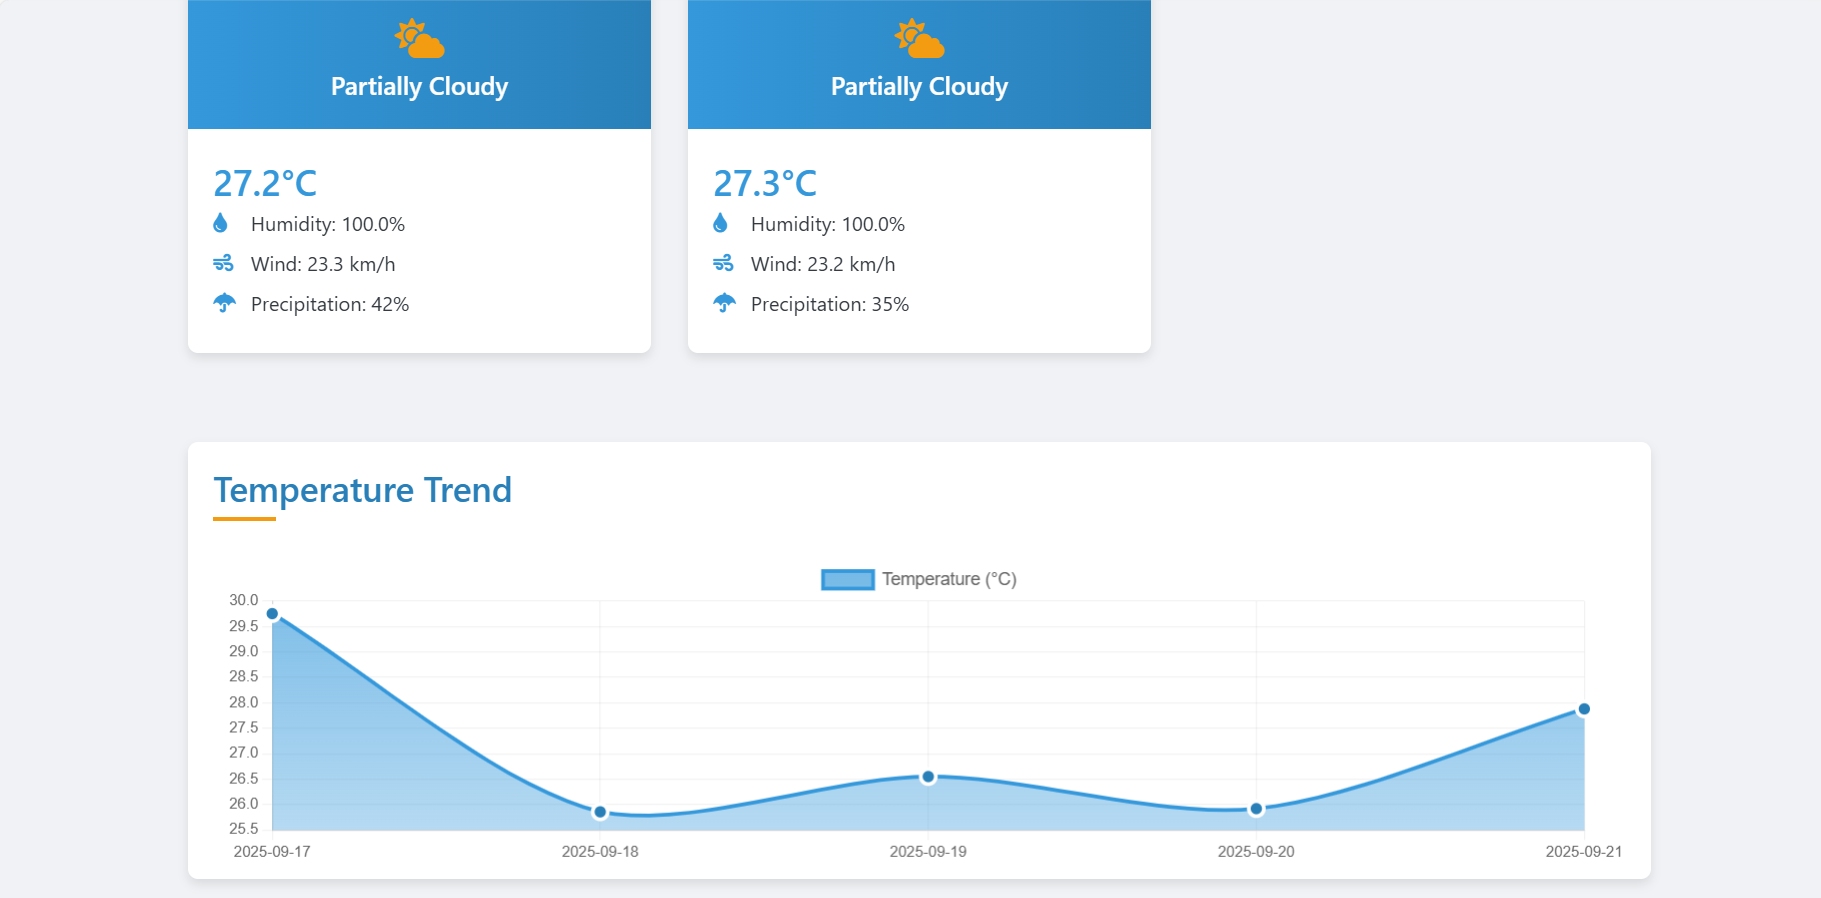 Partially Cloudy
27.2°C
Humidity: 100.0%
Wind: 23.3 km/h
Precipitation: 42%
Partially Cloudy
27.3°C
Humidity: 100.0%
Wind: 23.2 km/h
Precipitation: 35%
Temperature Trend
Temperature (°C)
30.0
29.5
29.0
28.5
28.0
27.5
27.0
26.5
26.0
25.5
2025-09-17 2025-09-18 2025-09-19 2025-09-20 2025-09-21